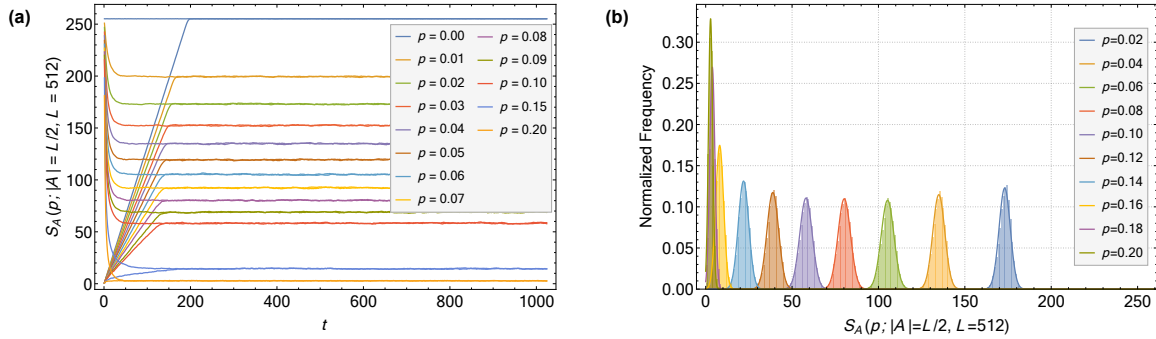 (a)
S_A(p; |A| = L/2, L = 512)
250
200
150
100
50
0
0
200
400
600
800
1000
t
p = 0.00
p = 0.01
p = 0.02
p = 0.03
p = 0.04
p = 0.05
p = 0.06
p = 0.07
p = 0.08
p = 0.09
p = 0.10
p = 0.15
p = 0.20
(b)
Normalized Frequency
0.30
0.25
0.20
0.15
0.10
0.05
0.00
0
50
100
150
200
250
S_A(p; |A|=L/2, L=512)
p=0.02
p=0.04
p=0.06
p=0.08
p=0.10
p=0.12
p=0.14
p=0.16
p=0.18
p=0.20